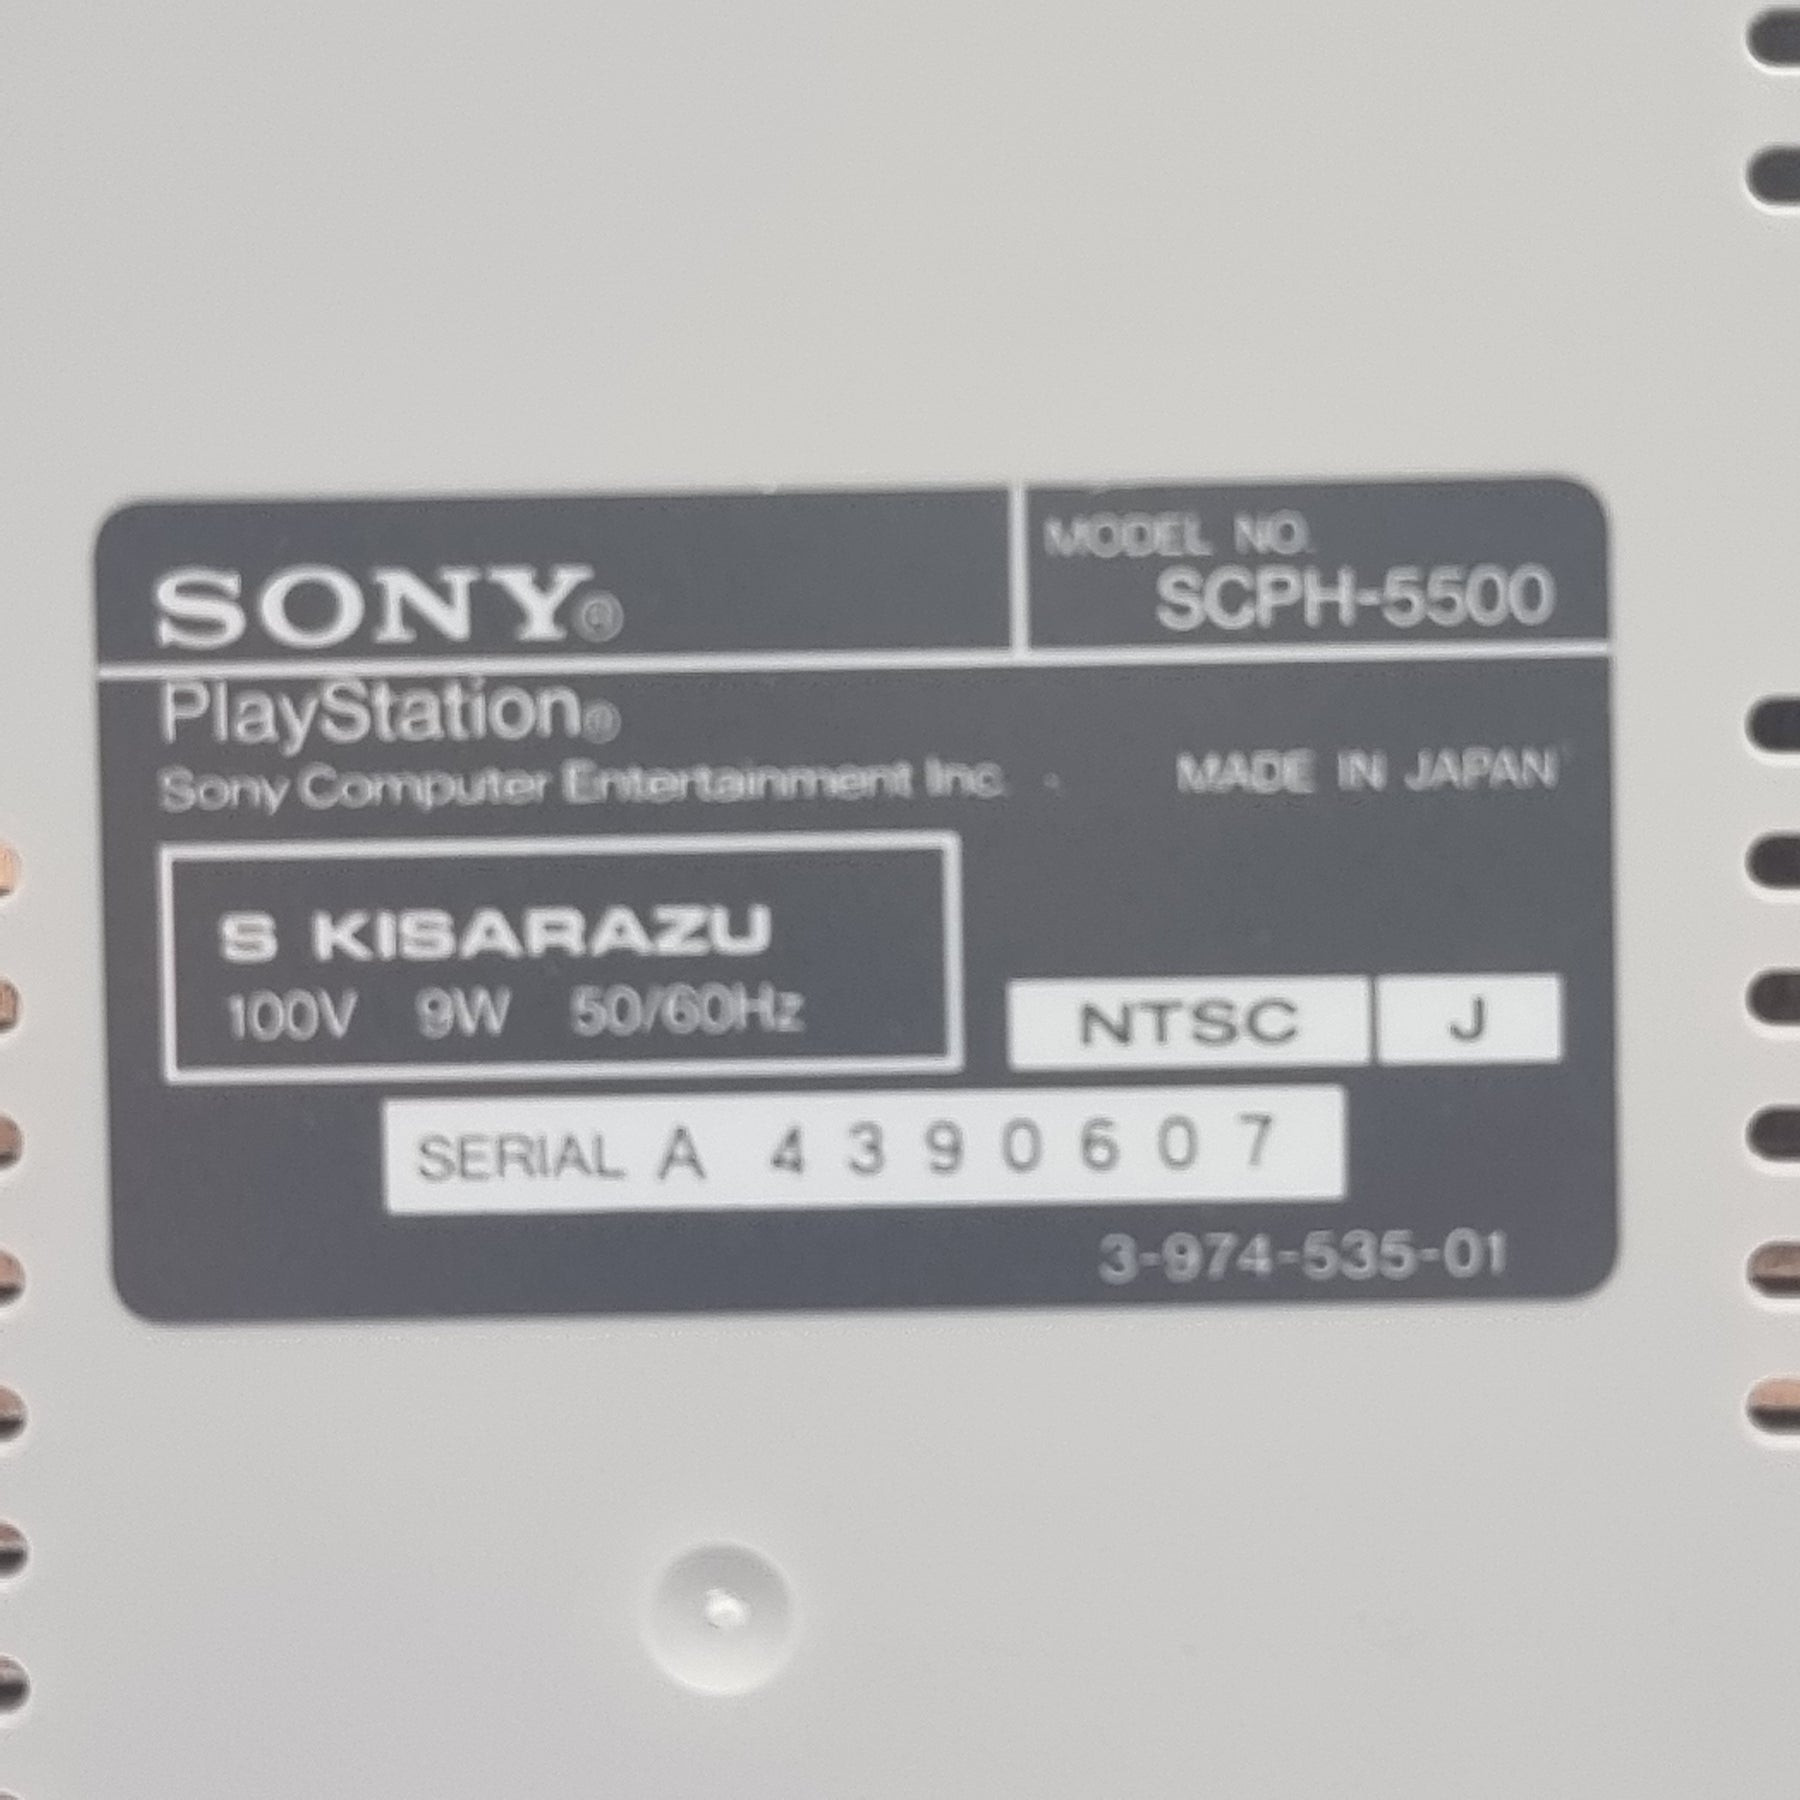 SONY®
MODEL NO.
SCPH-5500
PlayStation®
Sony Computer Entertainment Inc.
MADE IN JAPAN
S KISARAZU
100V 9W 50/60Hz
NTSC J
SERIAL A 4390607
3-974-535-01